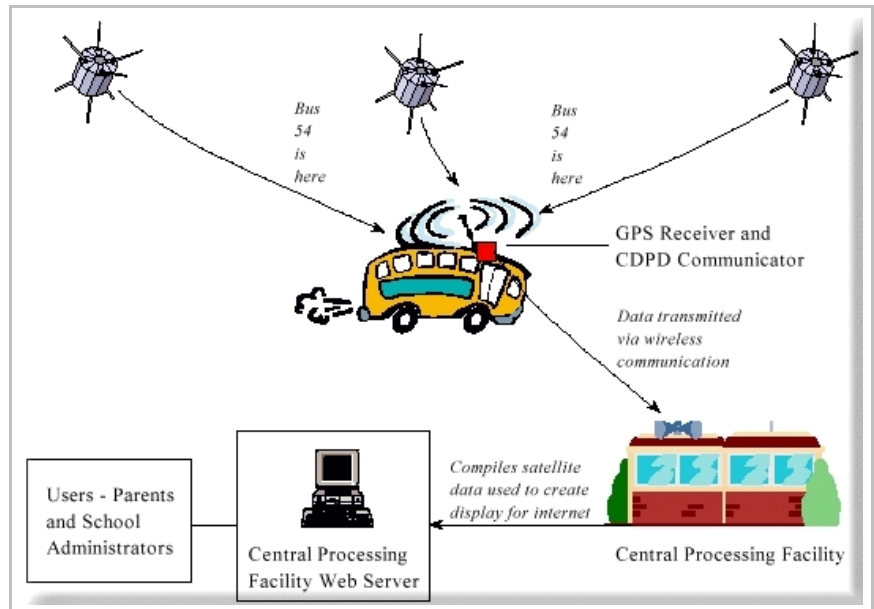 Bus
54
is
here
Bus
54
is
here
GPS Receiver and
CDPD Communicator
Data transmitted
via wireless
communication
Compiles satellite
data used to create
display for internet
Central Processing Facility
Central Processing
Facility Web Server
Users - Parents
and School
Administrators